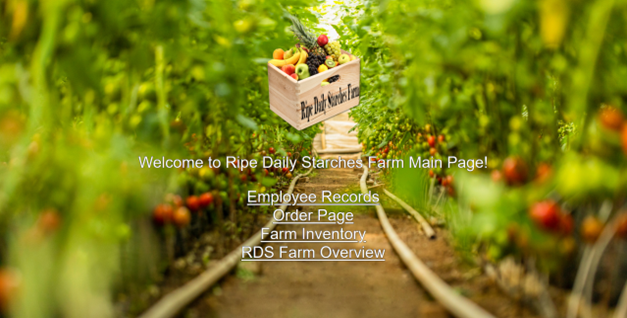 Ripe Daily Starches Farm
Welcome to Ripe Daily Starches Farm Main Page!
Employee Records
Order Page
Farm Inventory
RDS Farm Overview